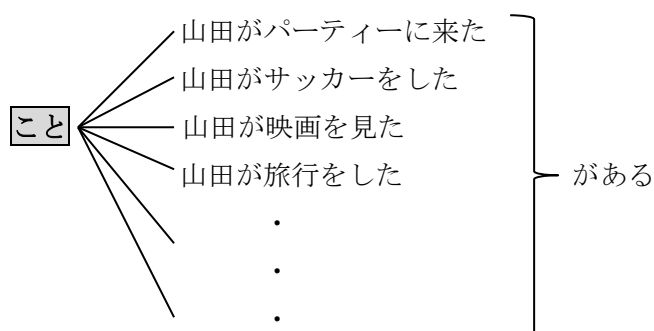 山田がパーティーに来た
山田がサッカーをした
こと
山田が映画を見た
山田が旅行をした
がある
・
・
・